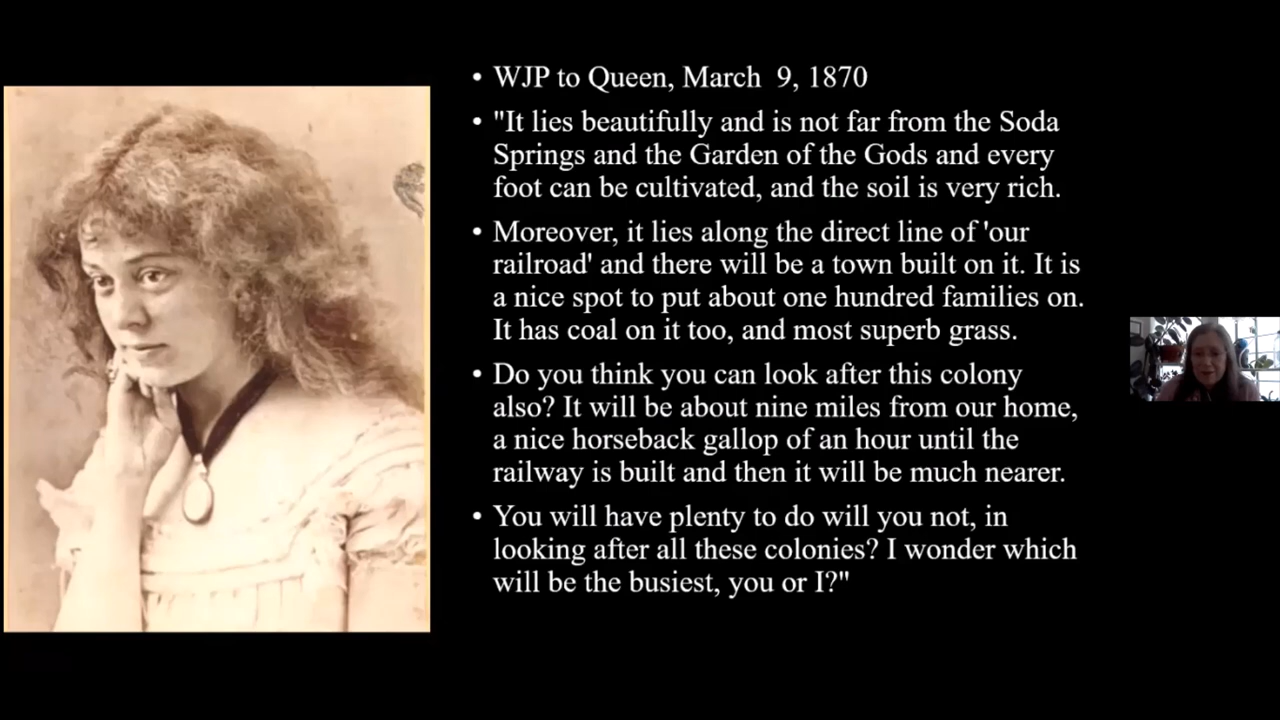 • WJP to Queen, March  9, 1870
• "It lies beautifully and is not far from the Soda
Springs and the Garden of the Gods and every
foot can be cultivated, and the soil is very rich.
• Moreover, it lies along the direct line of 'our
railroad' and there will be a town built on it. It is
a nice spot to put about one hundred families on.
It has coal on it too, and most superb grass.
• Do you think you can look after this colony
also? It will be about nine miles from our home,
a nice horseback gallop of an hour until the
railway is built and then it will be much nearer.
• You will have plenty to do will you not, in
looking after all these colonies? I wonder which
will be the busiest, you or I?"